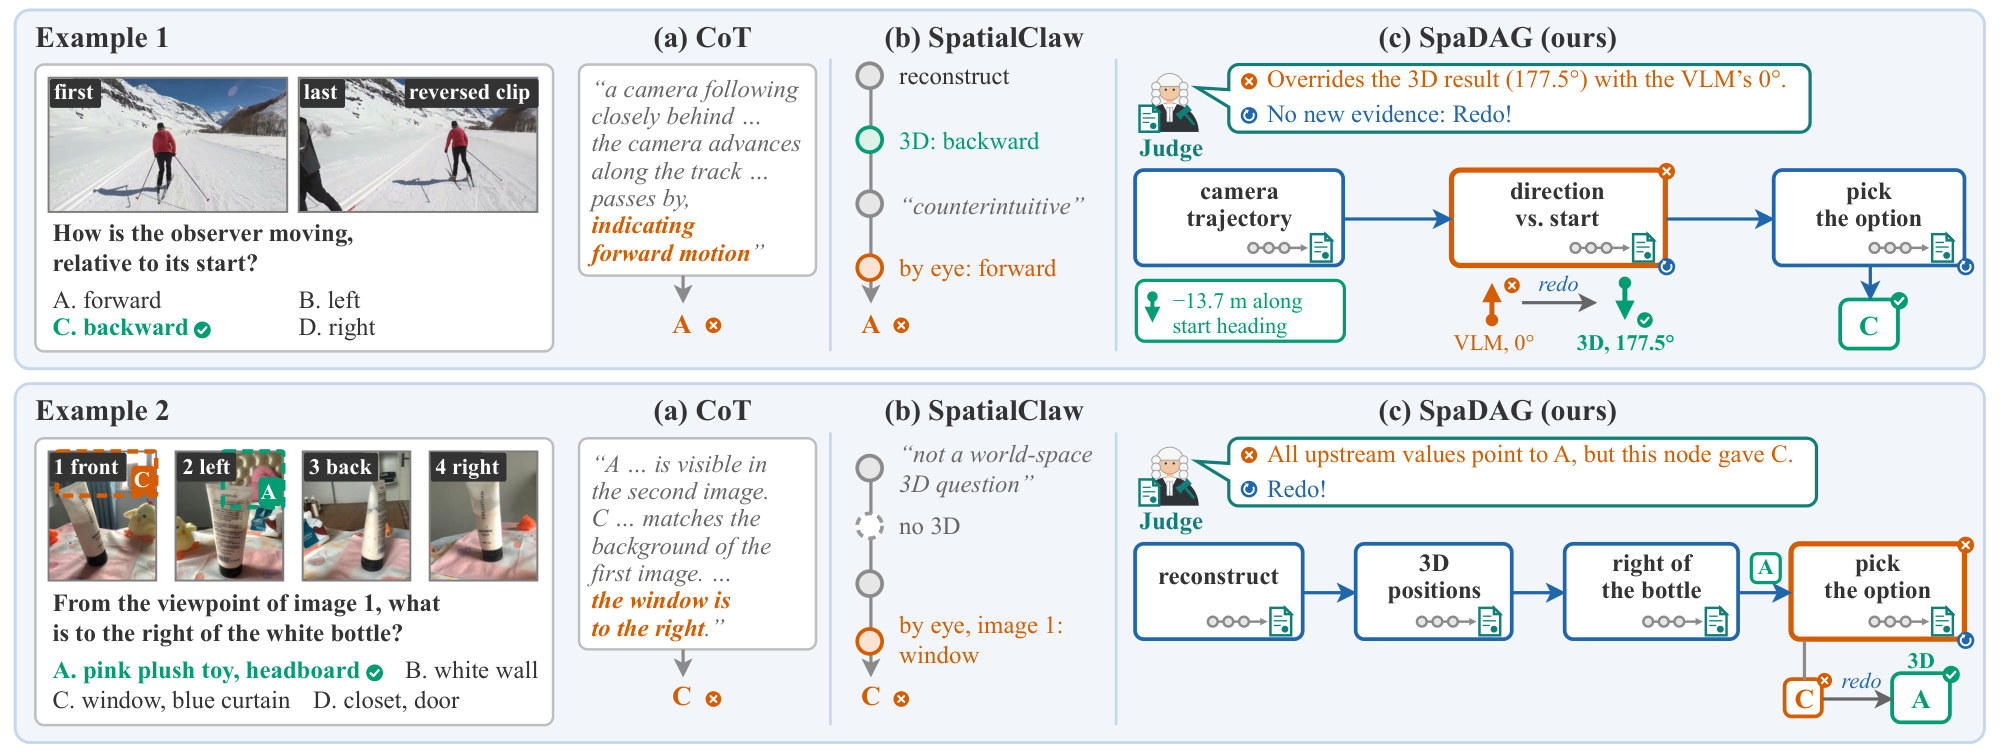 Example 1
(a) CoT
(b) SpatialClaw
(c) SpaDAG (ours)
first
last
reversed clip
How is the observer moving,
relative to its start?
A. forward
B. left
C. backward
D. right
“a camera following
closely behind ...
the camera advances
along the track ...
passes by,
indicating
forward motion”
A
reconstruct
3D: backward
“counterintuitive”
by eye: forward
A
Judge
Overrides the 3D result (177.5°) with the VLM’s 0°.
No new evidence: Redo!
camera
trajectory
direction
vs. start
pick
the option
−13.7 m along
start heading
redo
VLM, 0°
3D, 177.5°
C
Example 2
(a) CoT
(b) SpatialClaw
(c) SpaDAG (ours)
1 front
C
2 left
A
3 back
4 right
From the viewpoint of image 1, what
is to the right of the white bottle?
A. pink plush toy, headboard
B. white wall
C. window, blue curtain
D. closet, door
“A ... is visible in
the second image.
C ... matches the
background of the
first image. ...
the window is
to the right.”
C
“not a world-space
3D question”
no 3D
by eye, image 1:
window
C
Judge
All upstream values point to A, but this node gave C.
Redo!
reconstruct
3D
positions
right of
the bottle
A
pick
the option
C
redo
3D
A